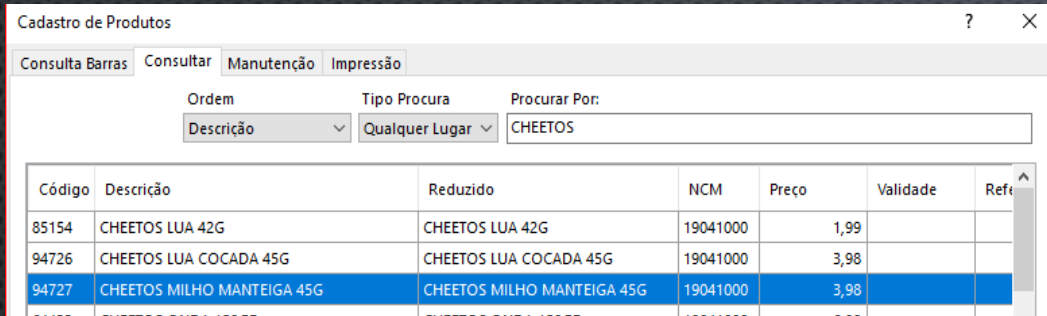 Cadastro de Produtos ?
Consulta Barras Consultar Manutenção Impressão
Ordem Tipo Procura Procurar Por:
Descrição Qualquer Lugar CHEETOS
Código Descrição Reduzido NCM Preço Validade Refe
85154 CHEETOS LUA 42G CHEETOS LUA 42G 19041000 1,99
94726 CHEETOS LUA COCADA 45G CHEETOS LUA COCADA 45G 19041000 3,98
94727 CHEETOS MILHO MANTEIGA 45G CHEETOS MILHO MANTEIGA 45G 19041000 3,98